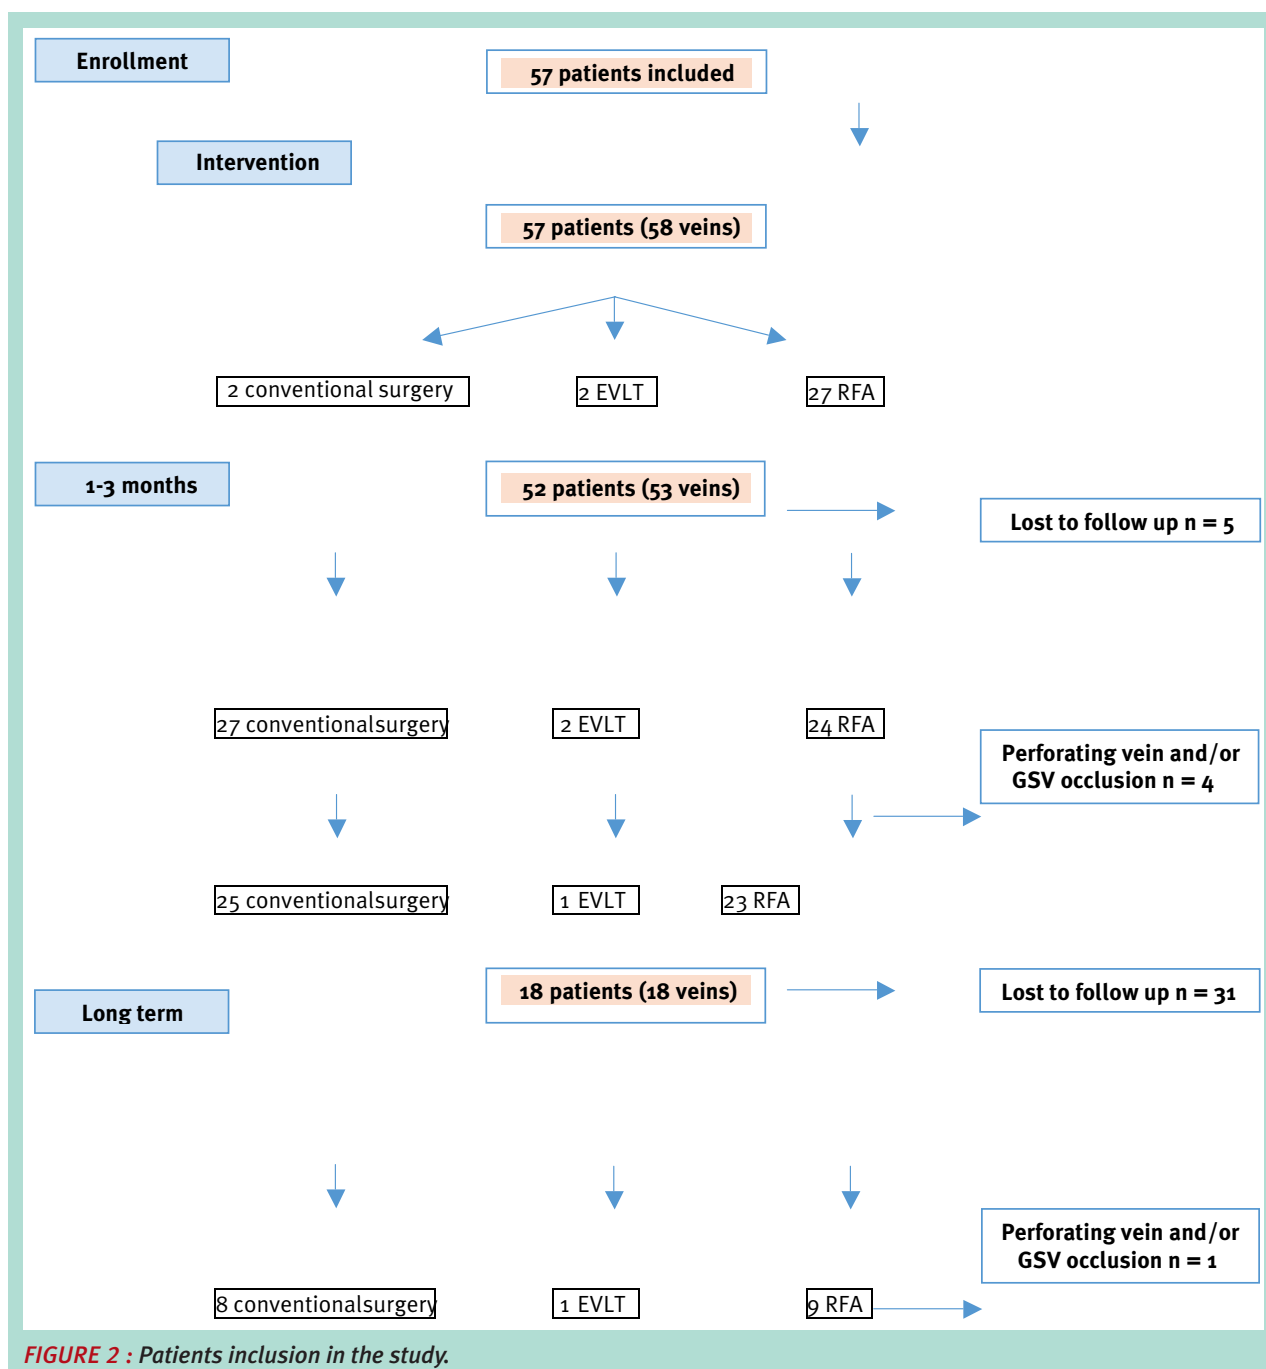 Enrollment
57 patients included
Intervention
57 patients (58 veins)
2 conventional surgery
2 EVLT
27 RFA
1-3 months
52 patients (53 veins)
Lost to follow up n = 5
27 conventionalsurgery
2 EVLT
24 RFA
Perforating vein and/or
GSV occlusion n = 4
25 conventionalsurgery
1 EVLT
23 RFA
Long term
18 patients (18 veins)
Lost to follow up n = 31
Perforating vein and/or
GSV occlusion n = 1
8 conventionalsurgery
1 EVLT
9 RFA
FIGURE 2 : Patients inclusion in the study.